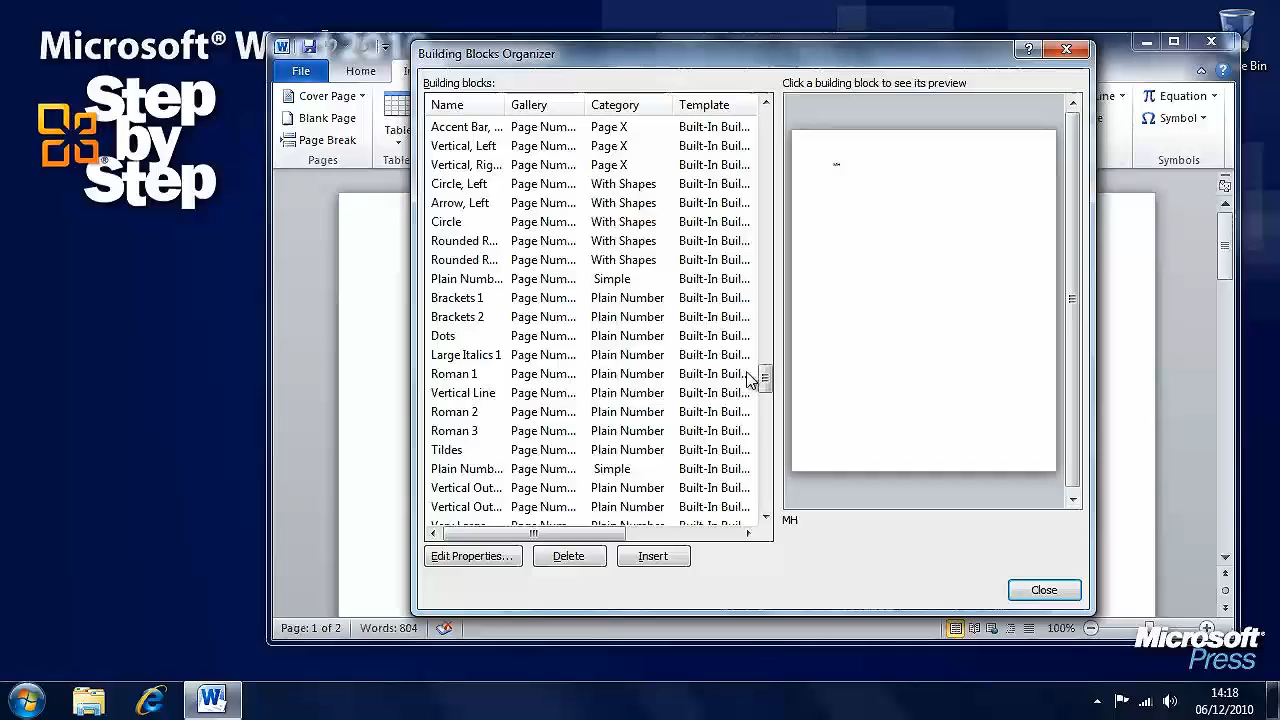 Microsoft® W
Step by Step
Building Blocks Organizer
File
Home
Cover Page
Blank Page
Page Break
Pages
Building blocks:
Click a building block to see its preview
Name Gallery Category Template
Accent Bar, ... Page Num... Page X Built-In Buil...
Vertical, Left Page Num... Page X Built-In Buil...
Vertical, Rig... Page Num... Page X Built-In Buil...
Circle, Left Page Num... With Shapes Built-In Buil...
Arrow, Left Page Num... With Shapes Built-In Buil...
Circle Page Num... With Shapes Built-In Buil...
Rounded R... Page Num... With Shapes Built-In Buil...
Rounded R... Page Num... With Shapes Built-In Buil...
Plain Numb... Page Num... Simple Built-In Buil...
Brackets 1 Page Num... Plain Number Built-In Buil...
Brackets 2 Page Num... Plain Number Built-In Buil...
Dots Page Num... Plain Number Built-In Buil...
Large Italics 1 Page Num... Plain Number Built-In Buil...
Roman 1 Page Num... Plain Number Built-In Buil...
Vertical Line Page Num... Plain Number Built-In Buil...
Roman 2 Page Num... Plain Number Built-In Buil...
Roman 3 Page Num... Plain Number Built-In Buil...
Tildes Page Num... Plain Number Built-In Buil...
Plain Numb... Page Num... Simple Built-In Buil...
Vertical Out... Page Num... Plain Number Built-In Buil...
Vertical Out... Page Num... Plain Number Built-In Buil...
MH
MH
Edit Properties... Delete Insert
Close
Equation
Symbol
Symbols
Bin
Page: 1 of 2 Words: 804 100%
Microsoft Press
14:18
06/12/2010